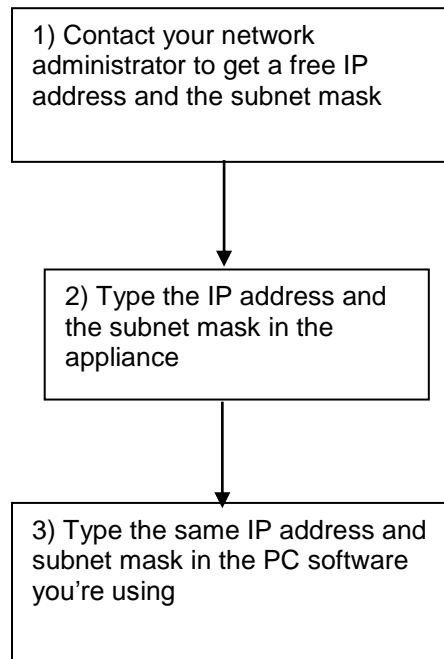 1) Contact your network
administrator to get a free IP
address and the subnet mask
2) Type the IP address and
the subnet mask in the
appliance
3) Type the same IP address and
subnet mask in the PC software
you’re using